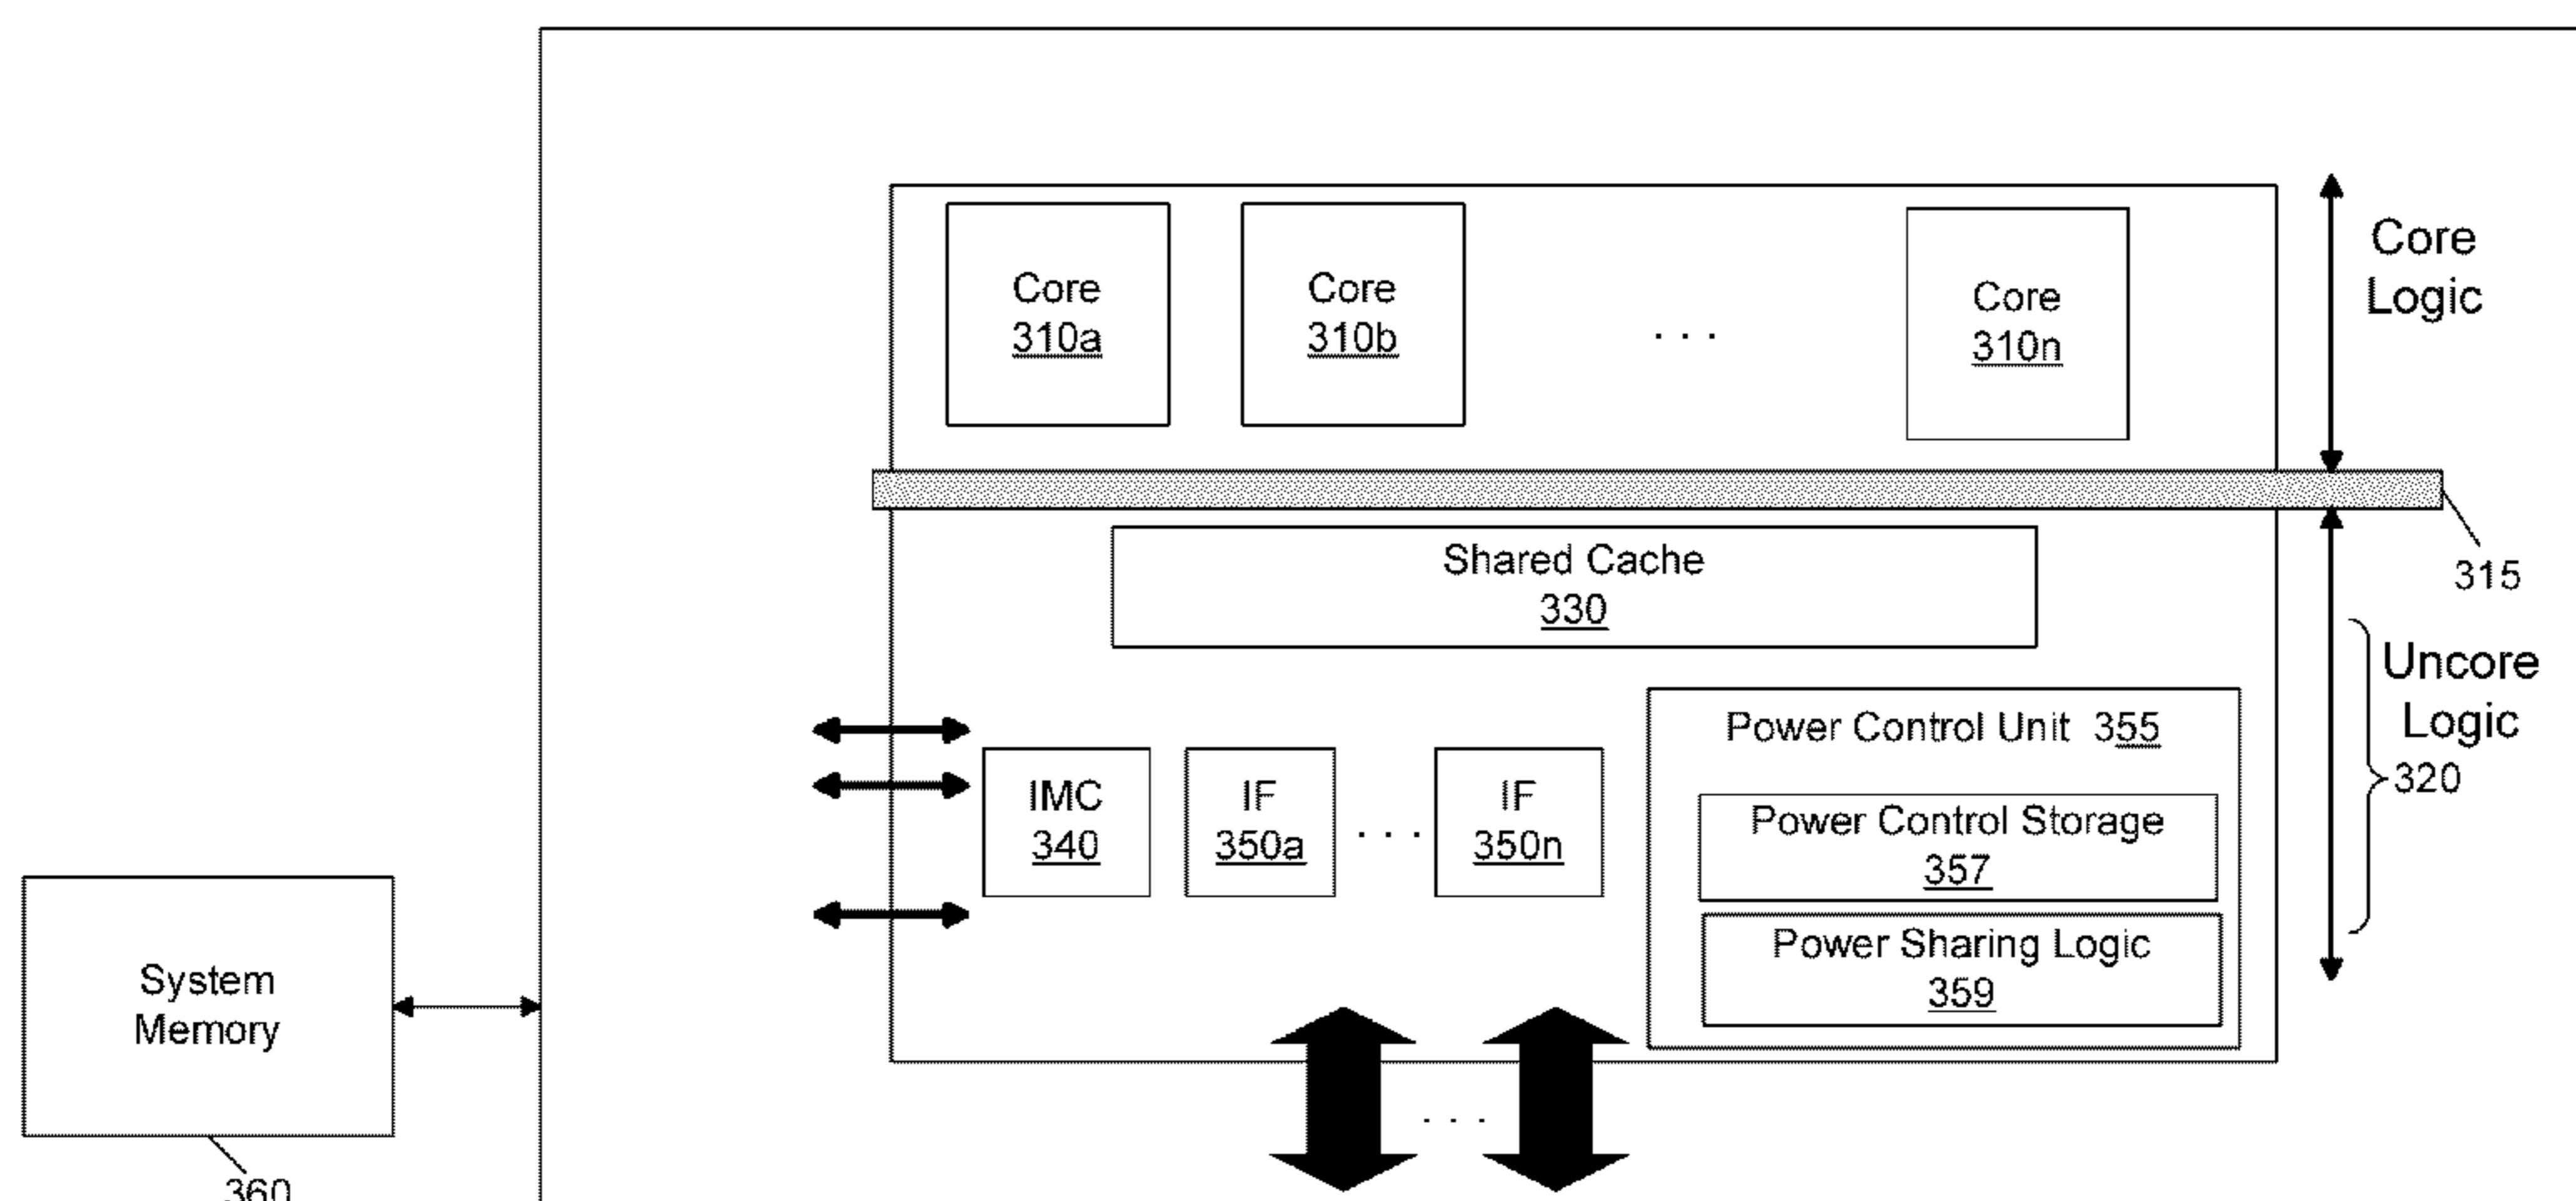 Core
310a
Core
310b
. . .
Core
310n
Core
Logic
315
Shared Cache
330
Uncore
Logic
320
IMC
340
IF
350a
. . .
IF
350n
Power Control Unit 355
Power Control Storage
357
Power Sharing Logic
359
System
Memory
360
. . .